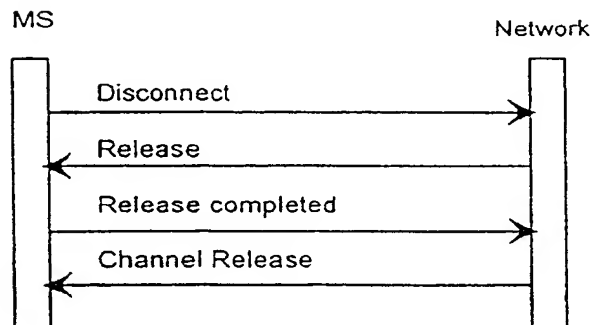 MS
Network
Disconnect
Release
Release completed
Channel Release